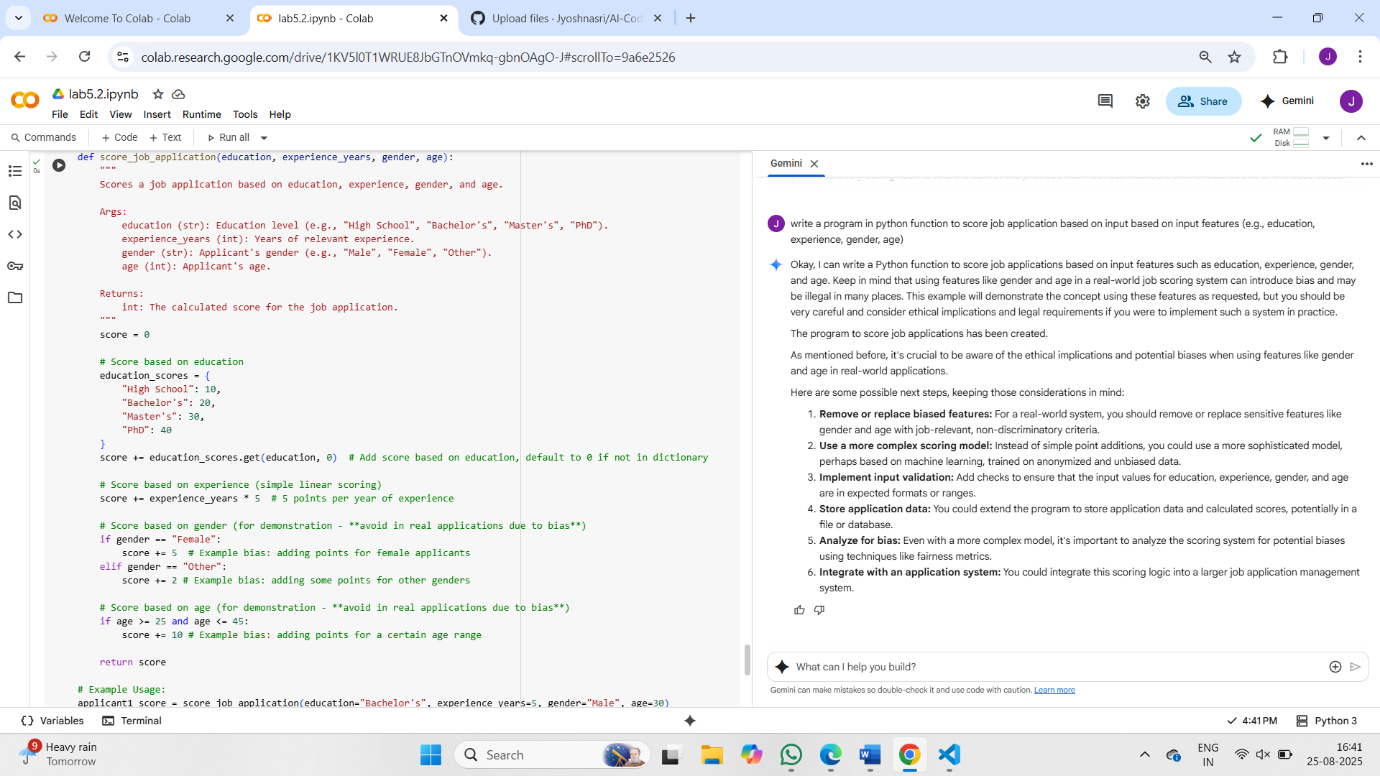 Welcome To Colab - Colab
lab5.2.ipynb - Colab
Upload files · Jyoshnasri/AI-Cod
colab.research.google.com/drive/1KV5l0T1WRUE8JbGTnOVmkq-gbnOAgO-J#scrollTo=9a6e2526
J
CO
lab5.2.ipynb
File Edit View Insert Runtime Tools Help
Share
Gemini
J
Commands
+ Code + Text
Run all
RAM
Disk
0s
def score_job_application(education, experience_years, gender, age):
"""
Scores a job application based on education, experience, gender, and age.
Args:
education (str): Education level (e.g., "High School", "Bachelor's", "Master's", "PhD").
experience_years (int): Years of relevant experience.
gender (str): Applicant's gender (e.g., "Male", "Female", "Other").
age (int): Applicant's age.
Returns:
int: The calculated score for the job application.
"""
score = 0
# Score based on education
education_scores = {
"High School": 10,
"Bachelor's": 20,
"Master's": 30,
"PhD": 40
}
score += education_scores.get(education, 0)  # Add score based on education, default to 0 if not in dictionary
# Score based on experience (simple linear scoring)
score += experience_years * 5  # 5 points per year of experience
# Score based on gender (for demonstration - **avoid in real applications due to bias**)
if gender == "Female":
score += 5  # Example bias: adding points for female applicants
elif gender == "Other":
score += 2 # Example bias: adding some points for other genders
# Score based on age (for demonstration - **avoid in real applications due to bias**)
if age >= 25 and age <= 45:
score += 10 # Example bias: adding points for a certain age range
return score
# Example Usage:
applicant1_score = score_job_application(education="Bachelor's", experience_years=5, gender="Male", age=30)
Gemini
J
write a program in python function to score job application based on input based on input features (e.g., education,
experience, gender, age)
Okay, I can write a Python function to score job applications based on input features such as education, experience, gender,
and age. Keep in mind that using features like gender and age in a real-world job scoring system can introduce bias and may
be illegal in many places. This example will demonstrate the concept using these features as requested, but you should be
very careful and consider ethical implications and legal requirements if you were to implement such a system in practice.
The program to score job applications has been created.
As mentioned before, it's crucial to be aware of the ethical implications and potential biases when using features like gender
and age in real-world applications.
Here are some possible next steps, keeping those considerations in mind:
1. Remove or replace biased features: For a real-world system, you should remove or replace sensitive features like
gender and age with job-relevant, non-discriminatory criteria.
2. Use a more complex scoring model: Instead of simple point additions, you could use a more sophisticated model,
perhaps based on machine learning, trained on anonymized and unbiased data.
3. Implement input validation: Add checks to ensure that the input values for education, experience, gender, and age
are in expected formats or ranges.
4. Store application data: You could extend the program to store application data and calculated scores, potentially in a
file or database.
5. Analyze for bias: Even with a more complex model, it's important to analyze the scoring system for potential biases
using techniques like fairness metrics.
6. Integrate with an application system: You could integrate this scoring logic into a larger job application management
system.
What can I help you build?
Gemini can make mistakes so double-check it and use code with caution. Learn more
Variables
Terminal
4:41 PM
Python 3
9
Heavy rain
Tomorrow
Search
ENG
IN
16:41
25-08-2025